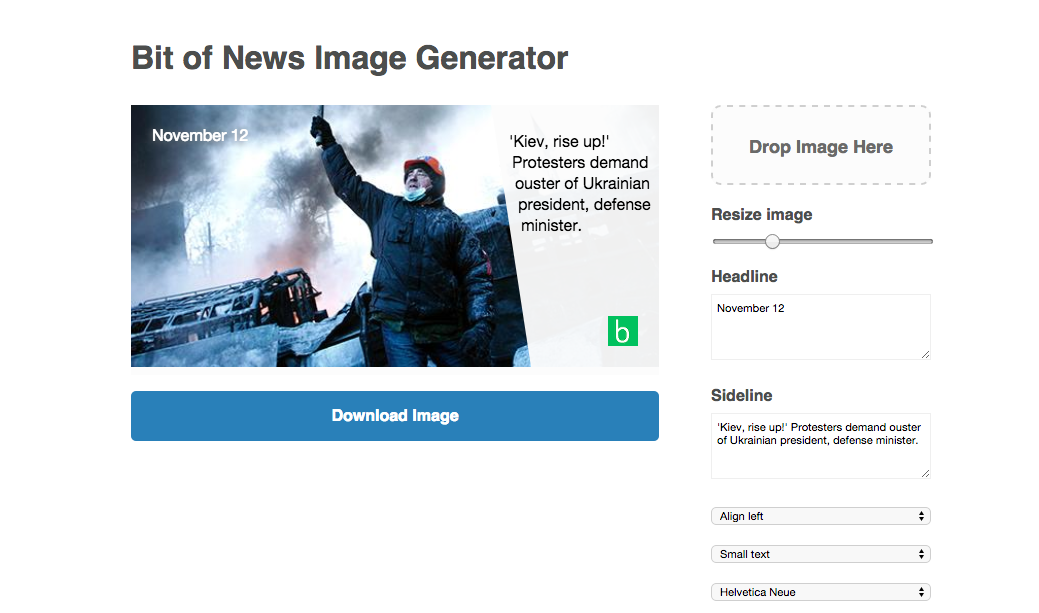 Bit of News Image Generator
November 12
'Kiev, rise up!'
Protesters demand
ouster of Ukrainian
president, defense
minister.
b
Download Image
Drop Image Here
Resize image
Headline
November 12
Sideline
'Kiev, rise up!' Protesters demand ouster
of Ukrainian president, defense minister.
Align left
Small text
Helvetica Neue